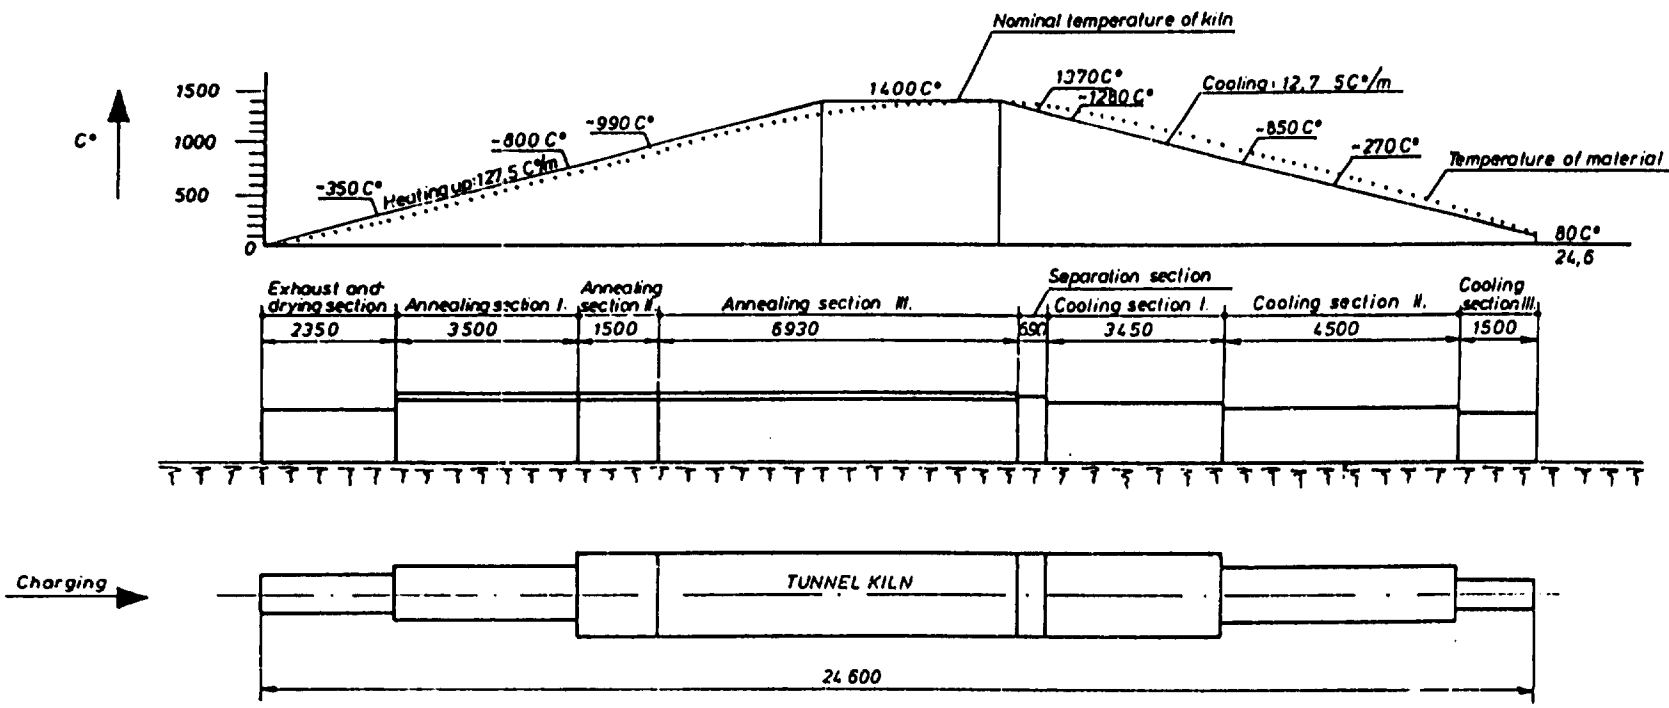 Nominal temperature of kiln
1500
1000
500
0
C°
~350 C°
Heating up:127,5 C°/m
~800 C°
~990 C°
1400 C°
1370 C°
~1280 C°
Cooling: 12,7 5C°/m
~850 C°
~270 C°
Temperature of material
80 C°
24,6
Exhaust and
drying section
Annealing section I.
Annealing
section II.
Annealing section III.
Separation section
Cooling section I.
Cooling section II.
Cooling
section III.
2350
3500
1500
6930
690
3450
4500
1500
Charging
TUNNEL KILN
24 600